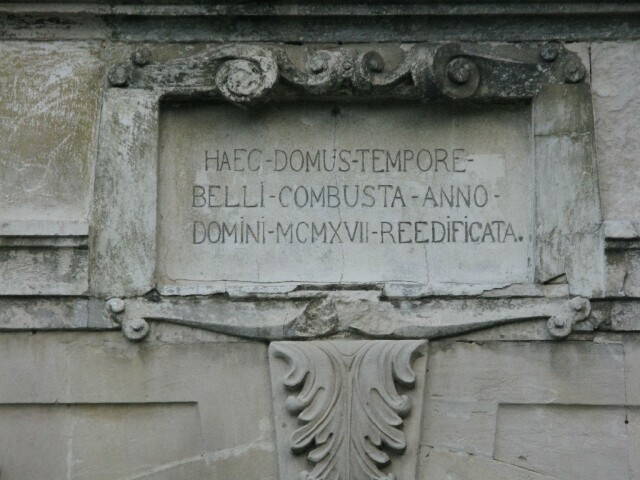 HAEC-DOMUS-TEMPORE-
BELLI-COMBUSTA-ANNO-
DOMINI-MCMXVII-REEDIFICATA.